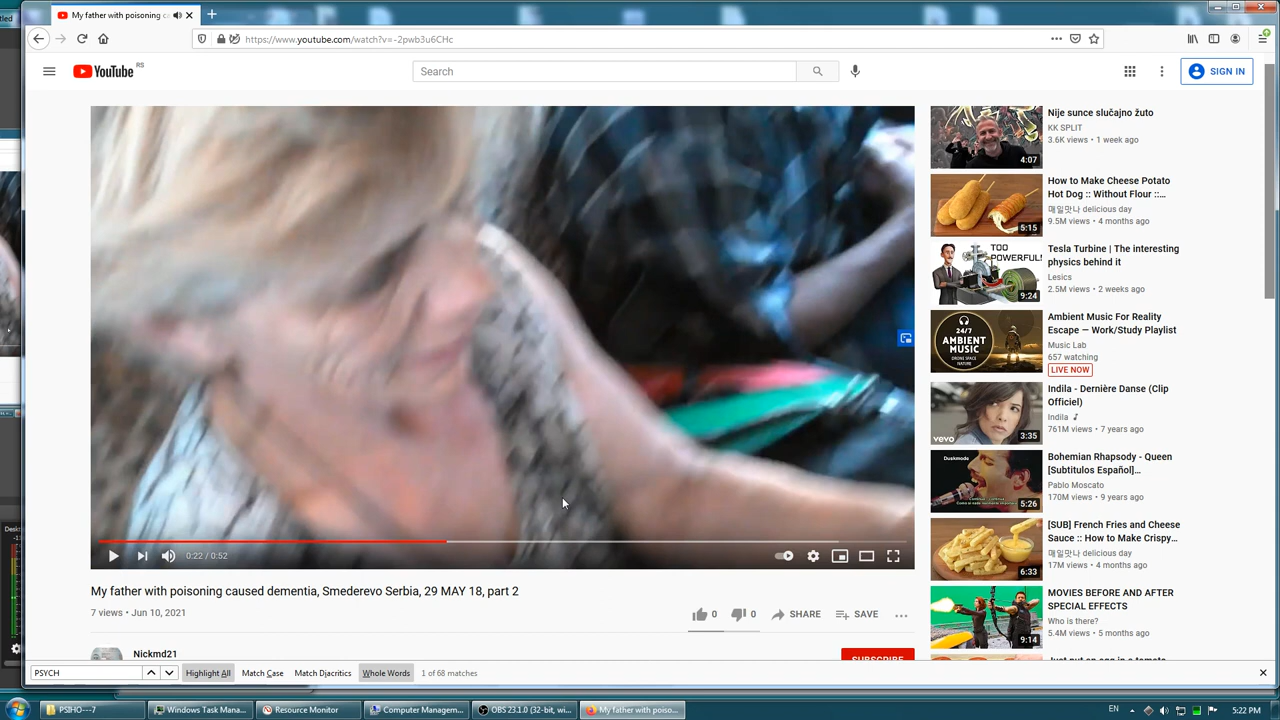 My father with poisoning ca
https://www.youtube.com/watch?v=-2pwb3u6CHc
YouTube RS
Search
SIGN IN
Nije sunce slučajno žuto
KK SPLIT
3.6K views • 1 week ago
4:07
How to Make Cheese Potato
Hot Dog :: Without Flour ::...
매일맛나 delicious day
9.5M views • 4 months ago
5:15
TOO
POWERFUL
Tesla Turbine | The interesting
physics behind it
Lesics
2.5M views • 2 weeks ago
9:24
24/7
AMBIENT
MUSIC
DRONE SPACE
NATURE
Ambient Music For Reality
Escape — Work/Study Playlist
Music Lab
657 watching
LIVE NOW
Indila - Dernière Danse (Clip
Officiel)
Indila
761M views • 7 years ago
vevo
3:35
Duskmode
Bohemian Rhapsody - Queen
[Subtitulos Español]...
Pablo Moscato
170M views • 9 years ago
5:26
[SUB] French Fries and Cheese
Sauce :: How to Make Crispy...
매일맛나 delicious day
17M views • 4 months ago
6:33
MOVIES BEFORE AND AFTER
SPECIAL EFFECTS
Who is there?
5.4M views • 5 months ago
9:14
0:22 / 0:52
My father with poisoning caused dementia, Smederevo Serbia, 29 MAY 18, part 2
7 views • Jun 10, 2021
0 0 SHARE SAVE
Nickmd21
SUBSCRIBE
PSYCH Highlight All Match Case Match Diacritics Whole Words 1 of 68 matches
PSIHO---7 Windows Task Mana... Resource Monitor Computer Managem... OBS 23.1.0 (32-bit, wi... My father with poiso... EN 5:22 PM